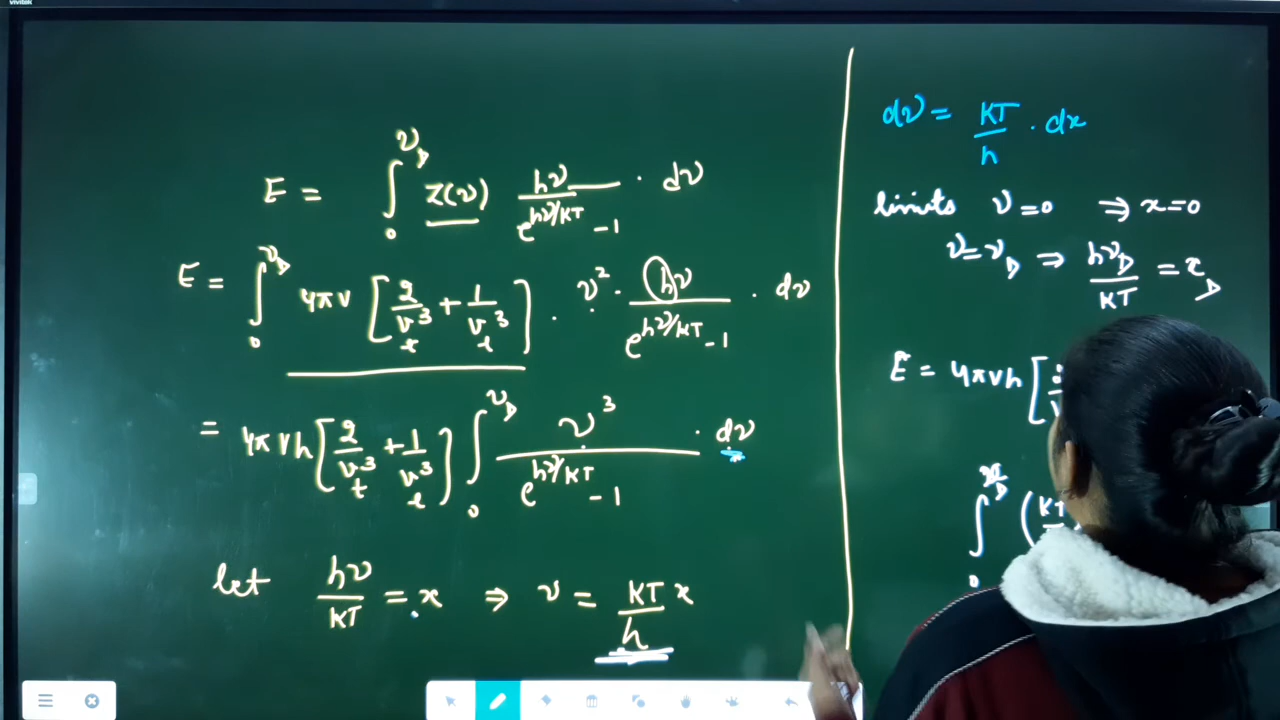 E = ∫₀^{ν_D} Z(ν) hν / (e^{hν/KT} - 1) · dν
E = ∫₀^{ν_D} 4πV [2/v_t³ + 1/v_l³] · ν² · hν / (e^{hν/KT} - 1) · dν
= 4πVh [2/v_t³ + 1/v_l³] ∫₀^{ν_D} ν³ / (e^{hν/KT} - 1) · dν
let hν/KT = x ⇒ ν = KT/h x
dν = KT/h · dx
limits ν=0 ⇒ x=0
ν=ν_D ⇒ hν_D/KT = x_D
E = 4πVh [
∫₀ (KT